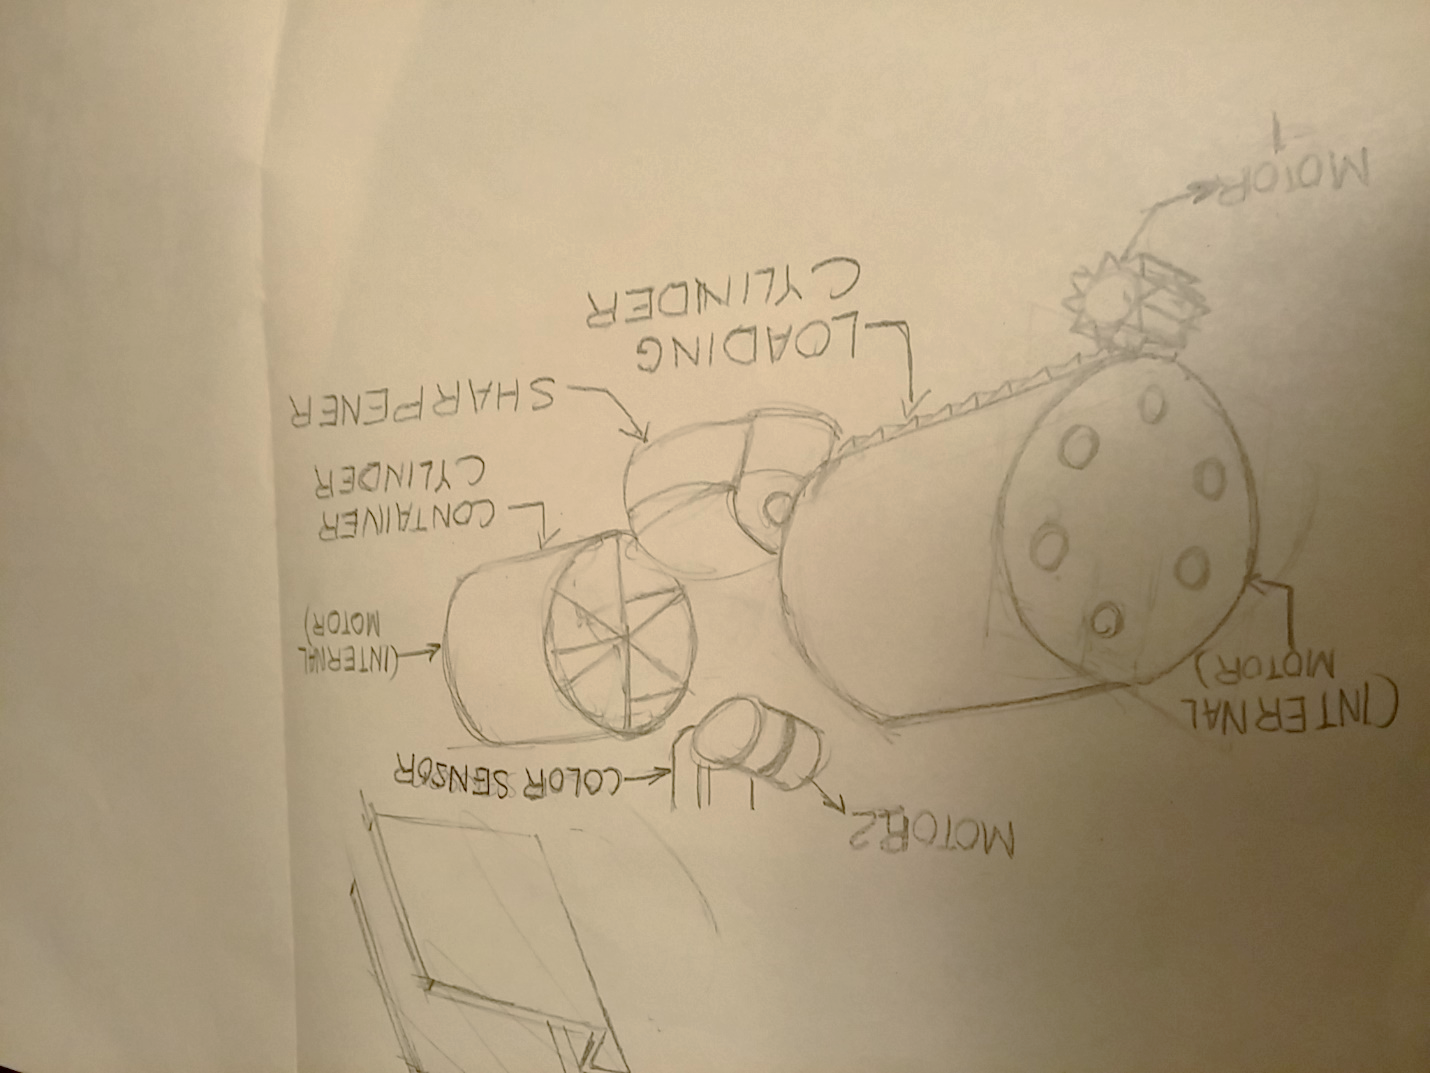 MOTOR2
COLOR SENSOR
(INTERNAL
MOTOR)
(INTERNAL
MOTOR)
CONTAINER
CYLINDER
SHARPENER
LOADING
CYLINDER
MOTOR
1